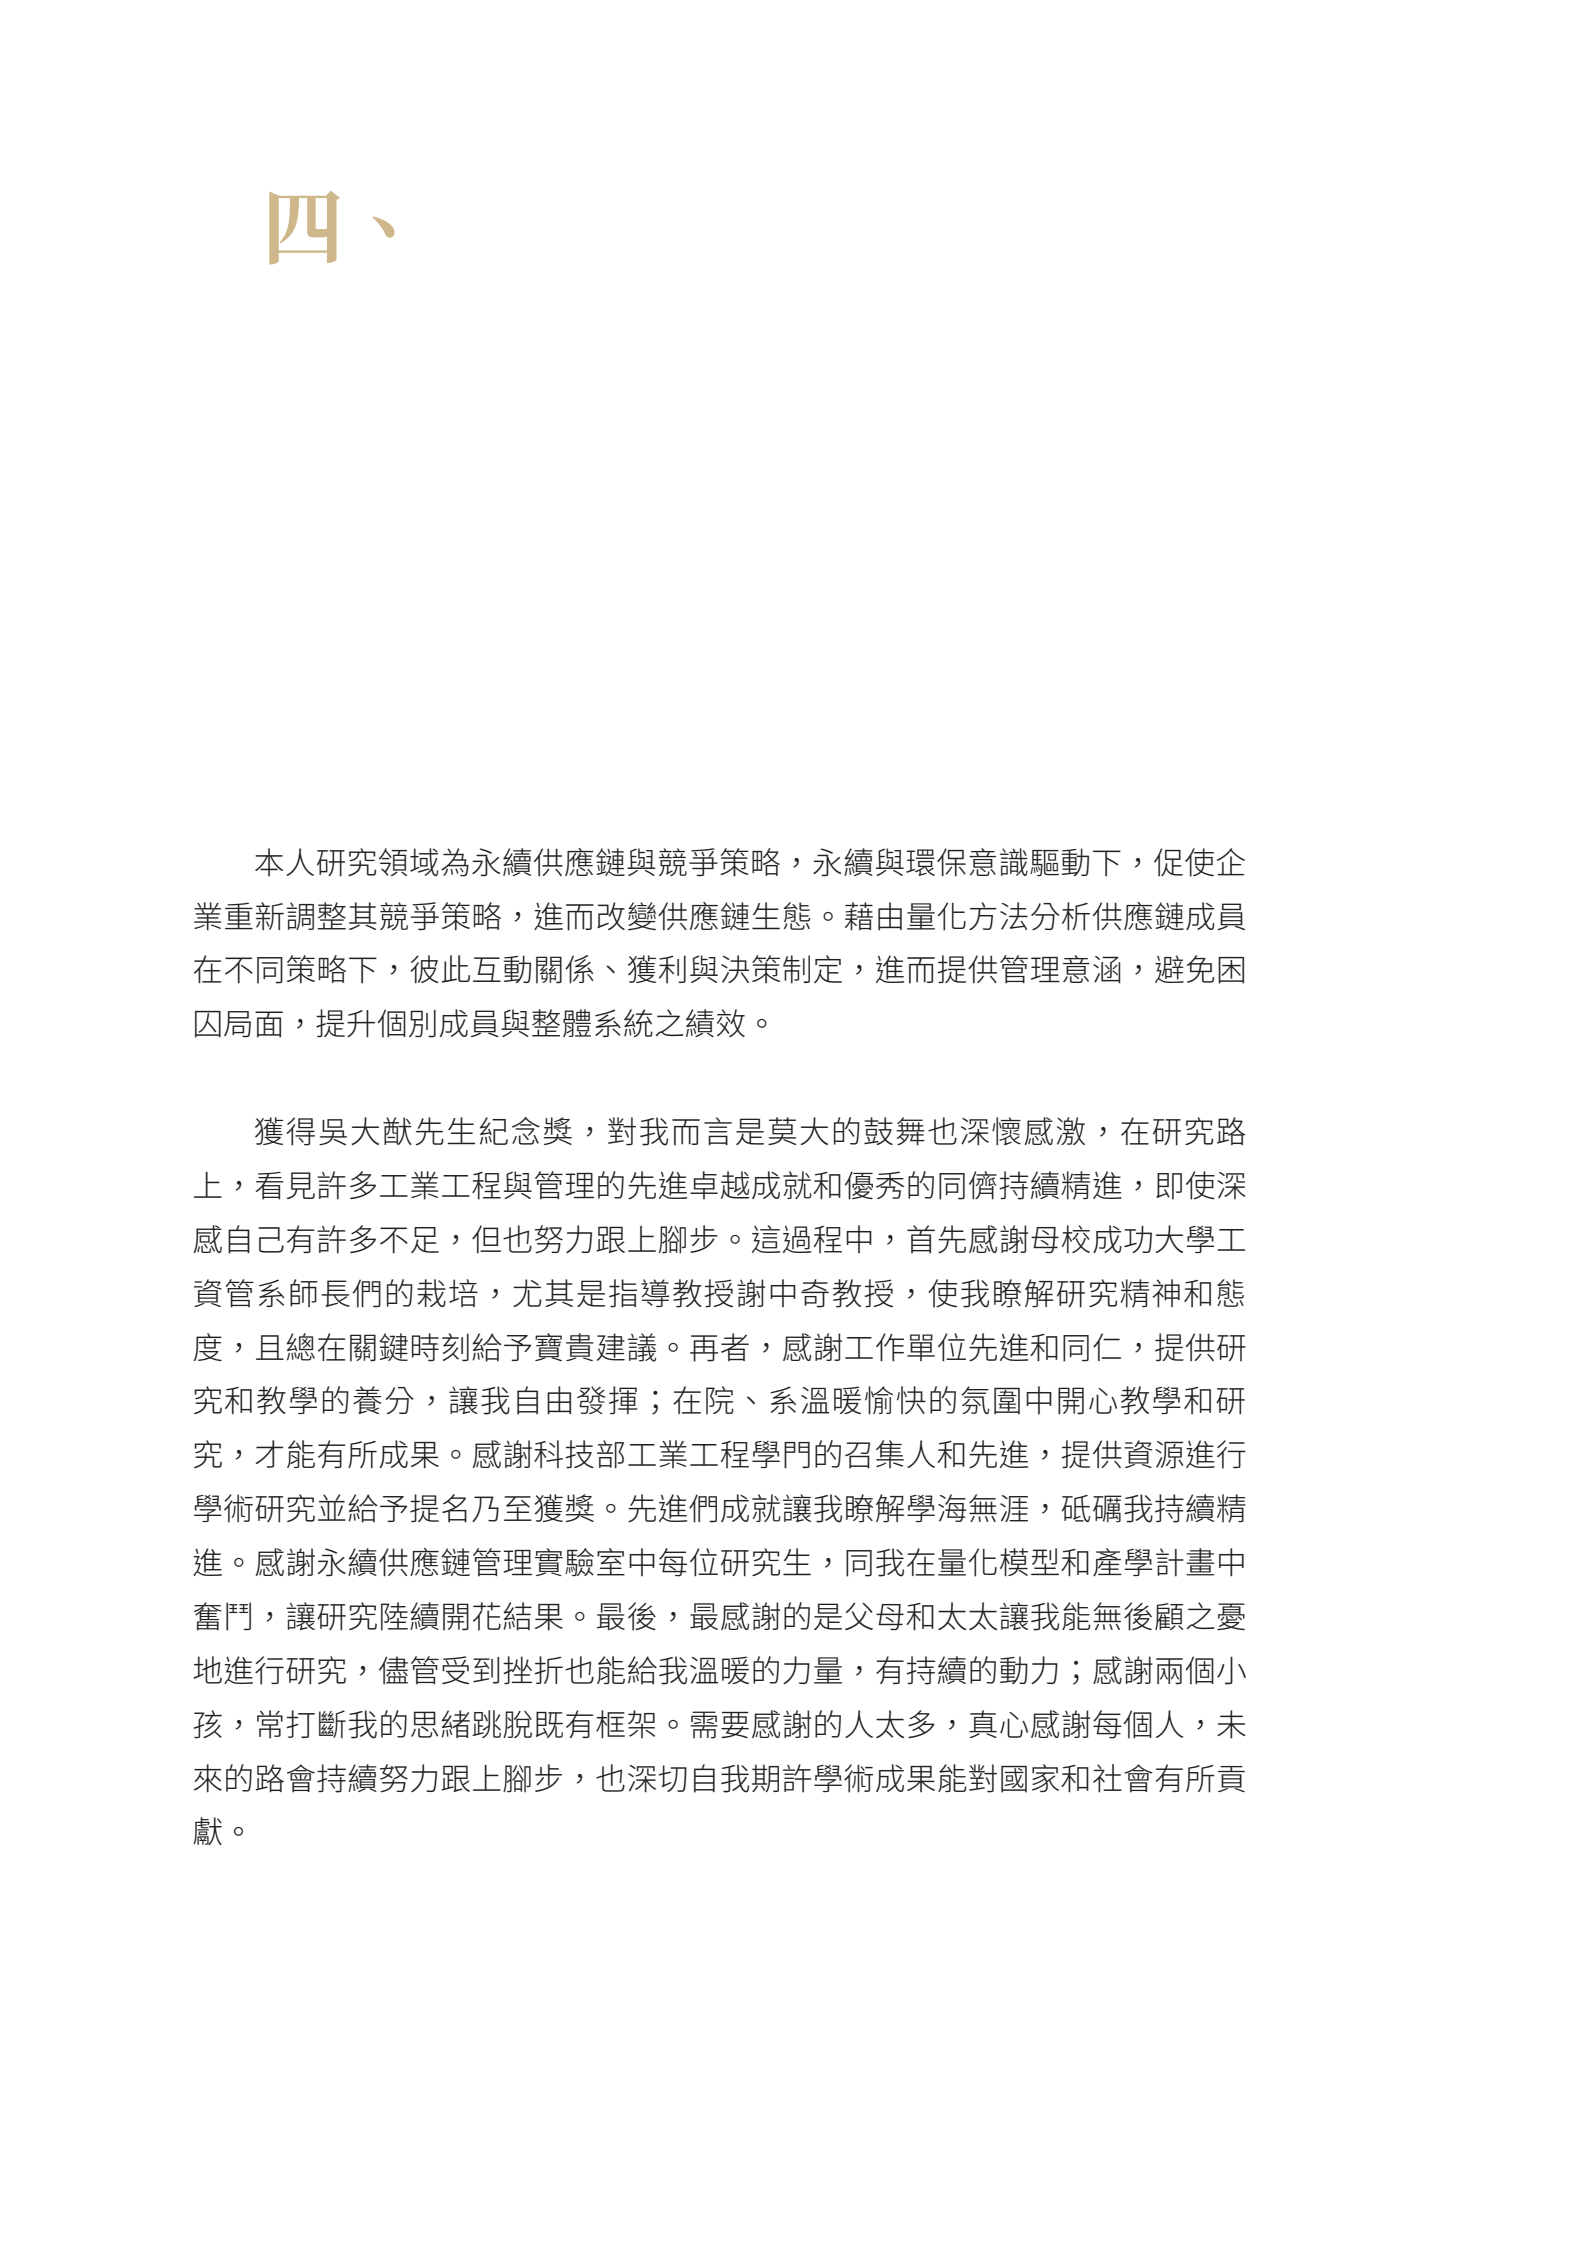 四、
本人研究領域為永續供應鏈與競爭策略，永續與環保意識驅動下，促使企
業重新調整其競爭策略，進而改變供應鏈生態。藉由量化方法分析供應鏈成員
在不同策略下，彼此互動關係、獲利與決策制定，進而提供管理意涵，避免困
囚局面，提升個別成員與整體系統之績效。
獲得吳大猷先生紀念獎，對我而言是莫大的鼓舞也深懷感激，在研究路
上，看見許多工業工程與管理的先進卓越成就和優秀的同儕持續精進，即使深
感自己有許多不足，但也努力跟上腳步。這過程中，首先感謝母校成功大學工
資管系師長們的栽培，尤其是指導教授謝中奇教授，使我瞭解研究精神和態
度，且總在關鍵時刻給予寶貴建議。再者，感謝工作單位先進和同仁，提供研
究和教學的養分，讓我自由發揮；在院、系溫暖愉快的氛圍中開心教學和研
究，才能有所成果。感謝科技部工業工程學門的召集人和先進，提供資源進行
學術研究並給予提名乃至獲獎。先進們成就讓我瞭解學海無涯，砥礪我持續精
進。感謝永續供應鏈管理實驗室中每位研究生，同我在量化模型和產學計畫中
奮鬥，讓研究陸續開花結果。最後，最感謝的是父母和太太讓我能無後顧之憂
地進行研究，儘管受到挫折也能給我溫暖的力量，有持續的動力；感謝兩個小
孩，常打斷我的思緒跳脫既有框架。需要感謝的人太多，真心感謝每個人，未
來的路會持續努力跟上腳步，也深切自我期許學術成果能對國家和社會有所貢
獻。